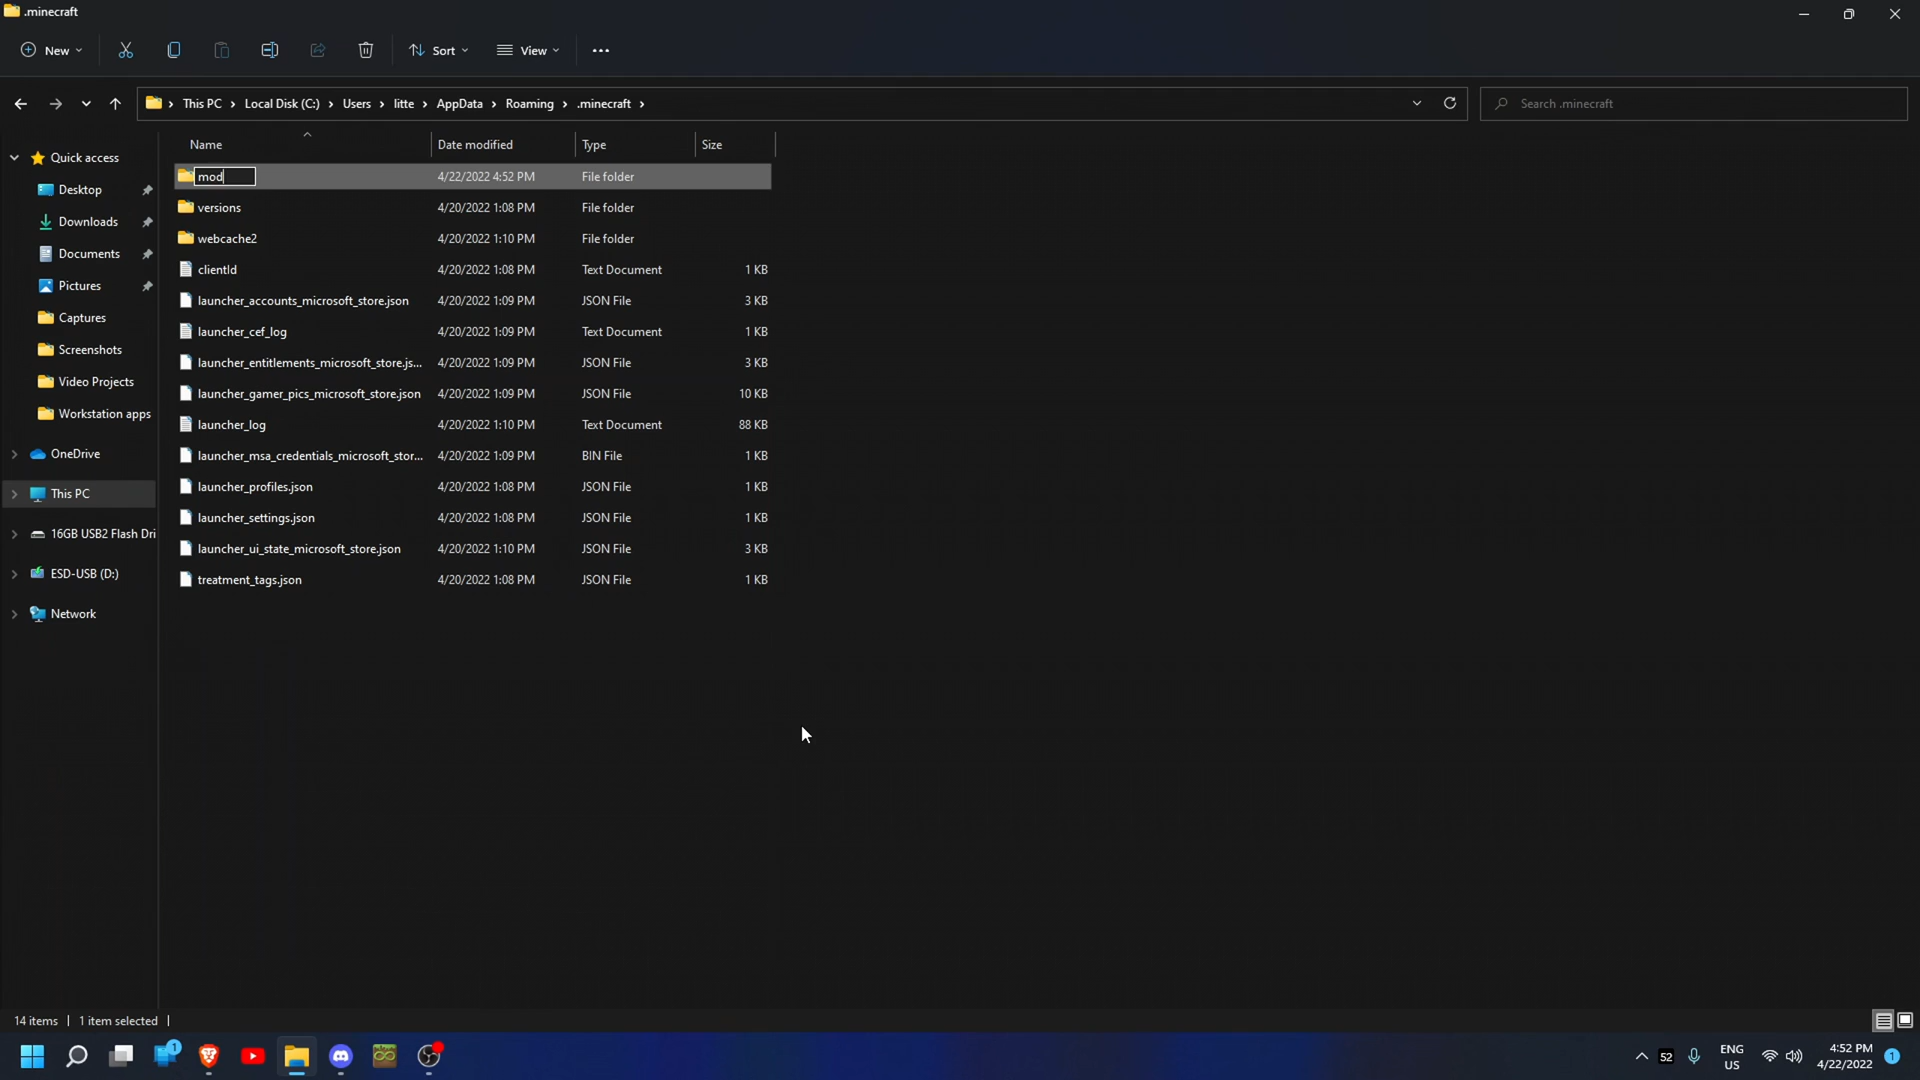 .minecraft
New
Sort
View
This PC > Local Disk (C:) > Users > litte > AppData > Roaming > .minecraft >
Search .minecraft
Name Date modified Type Size
Quick access
Desktop
Downloads
Documents
Pictures
Captures
Screenshots
Video Projects
Workstation apps
OneDrive
This PC
16GB USB2 Flash Dri
ESD-USB (D:)
Network
mod 4/22/2022 4:52 PM File folder
versions 4/20/2022 1:08 PM File folder
webcache2 4/20/2022 1:10 PM File folder
clientId 4/20/2022 1:08 PM Text Document 1 KB
launcher_accounts_microsoft_store.json 4/20/2022 1:09 PM JSON File 3 KB
launcher_cef_log 4/20/2022 1:09 PM Text Document 1 KB
launcher_entitlements_microsoft_store.js... 4/20/2022 1:09 PM JSON File 3 KB
launcher_gamer_pics_microsoft_store.json 4/20/2022 1:09 PM JSON File 10 KB
launcher_log 4/20/2022 1:10 PM Text Document 88 KB
launcher_msa_credentials_microsoft_stor... 4/20/2022 1:09 PM BIN File 1 KB
launcher_profiles.json 4/20/2022 1:08 PM JSON File 1 KB
launcher_settings.json 4/20/2022 1:08 PM JSON File 1 KB
launcher_ui_state_microsoft_store.json 4/20/2022 1:10 PM JSON File 3 KB
treatment_tags.json 4/20/2022 1:08 PM JSON File 1 KB
14 items | 1 item selected |
1
52
ENG
US
4:52 PM
4/22/2022
1